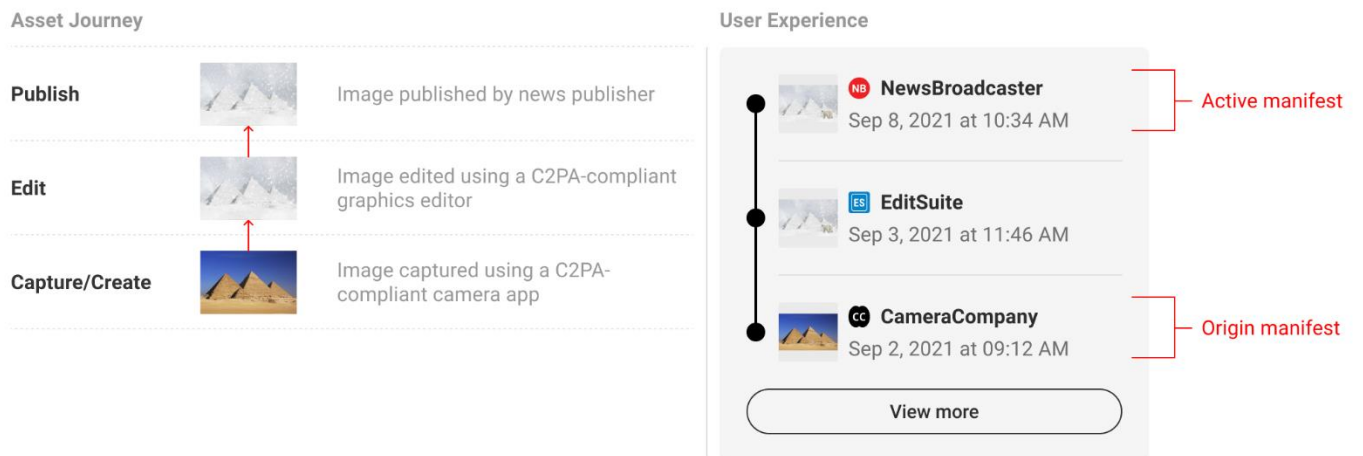 Asset Journey
Publish
Image published by news publisher
Edit
Image edited using a C2PA-compliant
graphics editor
Capture/Create
Image captured using a C2PA-
compliant camera app
User Experience
NB NewsBroadcaster
Sep 8, 2021 at 10:34 AM
Active manifest
ES EditSuite
Sep 3, 2021 at 11:46 AM
CC CameraCompany
Sep 2, 2021 at 09:12 AM
Origin manifest
View more